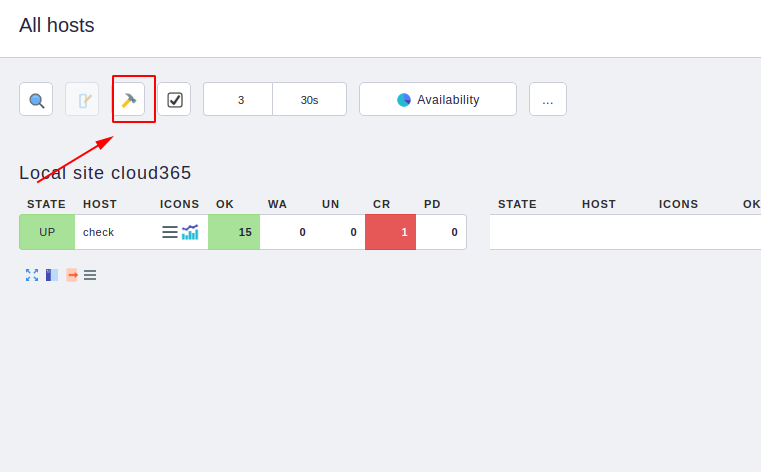 All hosts
3 30s Availability ...
Local site cloud365
STATE HOST ICONS OK WA UN CR PD STATE HOST ICONS OK
UP check 15 0 0 1 0